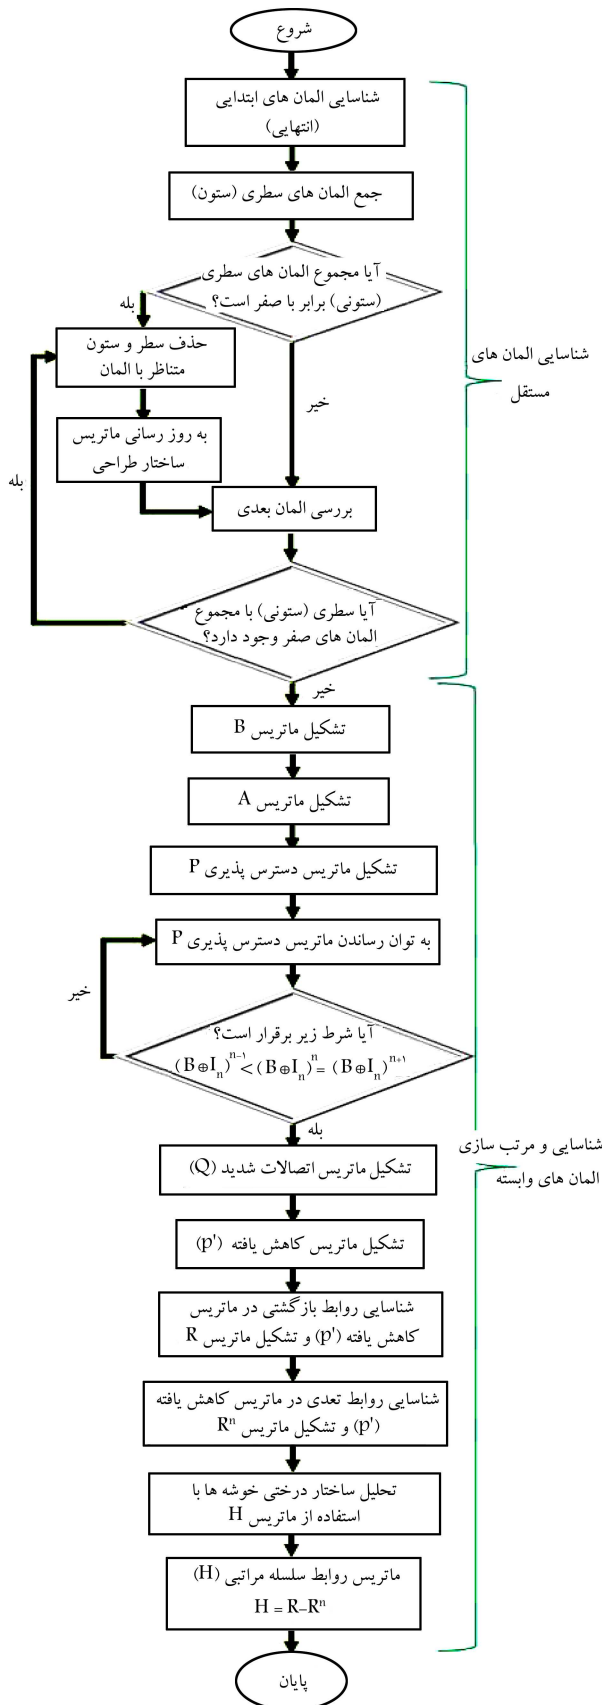 شروع
شناسایی المان های ابتدایی
(انتهایی)
جمع المان های سطری (ستون)
آیا مجموع المان های سطری
(ستونی) برابر با صفر است؟
بله
حذف سطر و ستون
متناظر با المان
به روز رسانی ماتریس
ساختار طراحی
خیر
بررسی المان بعدی
بله
آیا سطری (ستونی) با مجموع
المان های صفر وجود دارد؟
شناسایی المان های
مستقل
خیر
تشکیل ماتریس B
تشکیل ماتریس A
تشکیل ماتریس دسترس پذیری P
به توان رساندن ماتریس دسترس پذیری P
خیر
آیا شرط زیر برقرار است؟
(B⊕Iₙ)ⁿ⁻¹ < (B⊕Iₙ)ⁿ = (B⊕Iₙ)ⁿ⁺¹
بله
تشکیل ماتریس اتصالات شدید (Q)
تشکیل ماتریس کاهش یافته (p')
شناسایی روابط بازگشتی در ماتریس
کاهش یافته (p') و تشکیل ماتریس R
شناسایی روابط تعدی در ماتریس کاهش یافته
(p') و تشکیل ماتریس Rⁿ
تحلیل ساختار درختی خوشه ها با
استفاده از ماتریس H
ماتریس روابط سلسله مراتبی (H)
H = R–Rⁿ
پایان
شناسایی و مرتب سازی
المان های وابسته